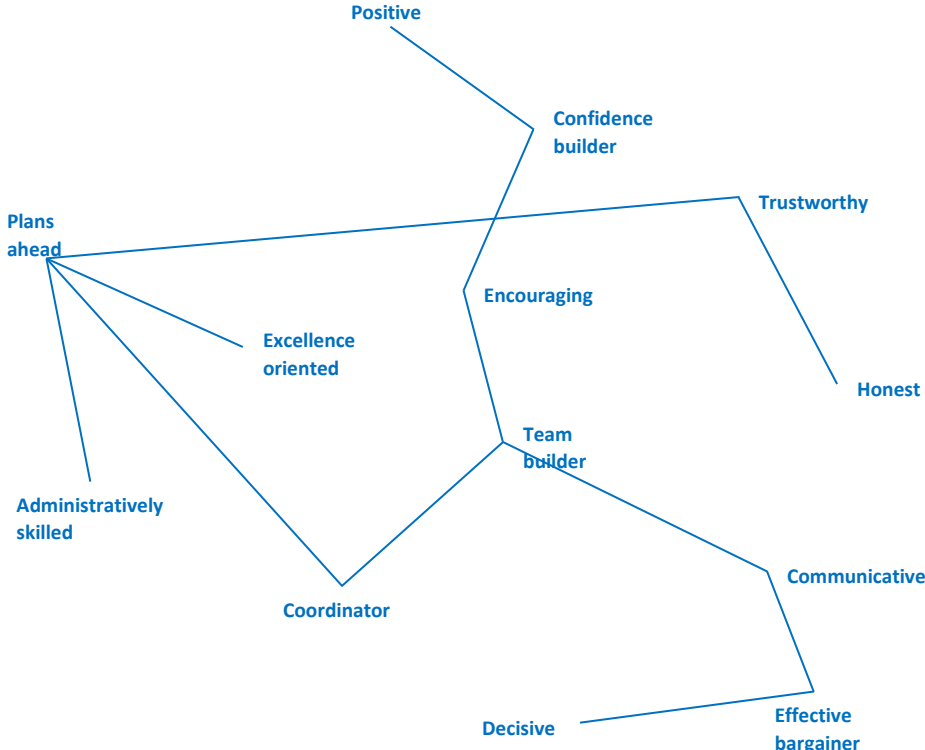 Positive
Confidence
builder
Trustworthy
Plans
ahead
Encouraging
Excellence
oriented
Honest
Team
builder
Administratively
skilled
Communicative
Coordinator
Decisive
Effective
bargainer